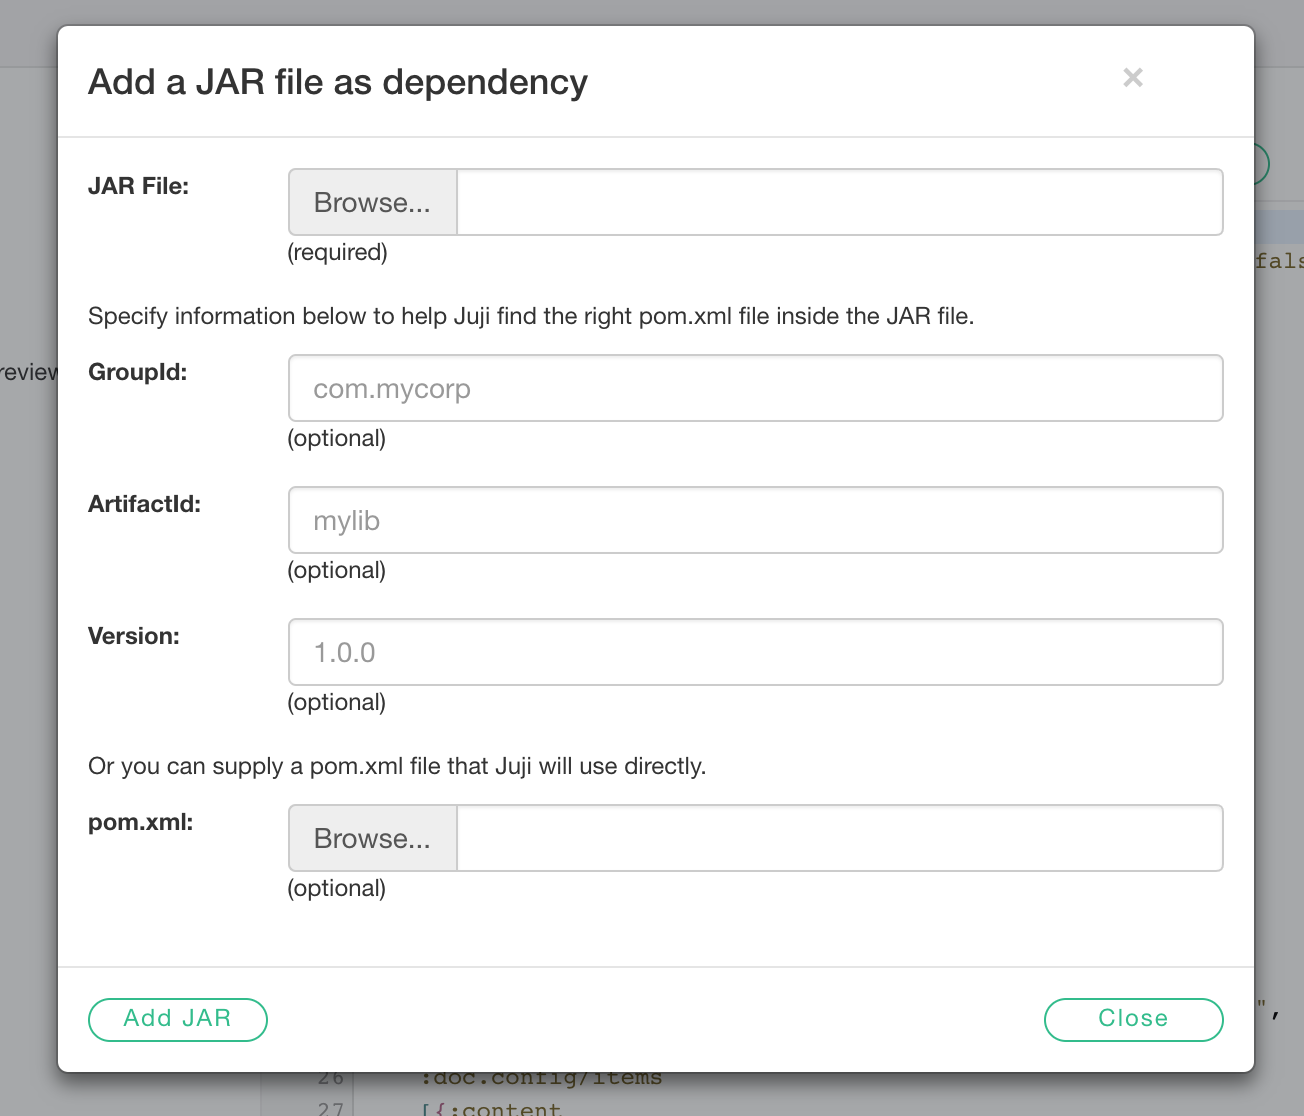 Add a JAR file as dependency
×
JAR File:
Browse...
(required)
fals
Specify information below to help Juji find the right pom.xml file inside the JAR file.
review
GroupId:
com.mycorp
(optional)
ArtifactId:
mylib
(optional)
Version:
1.0.0
(optional)
Or you can supply a pom.xml file that Juji will use directly.
pom.xml:
Browse...
(optional)
",
Add JAR
Close
26 :doc.config/items
27 [{:content